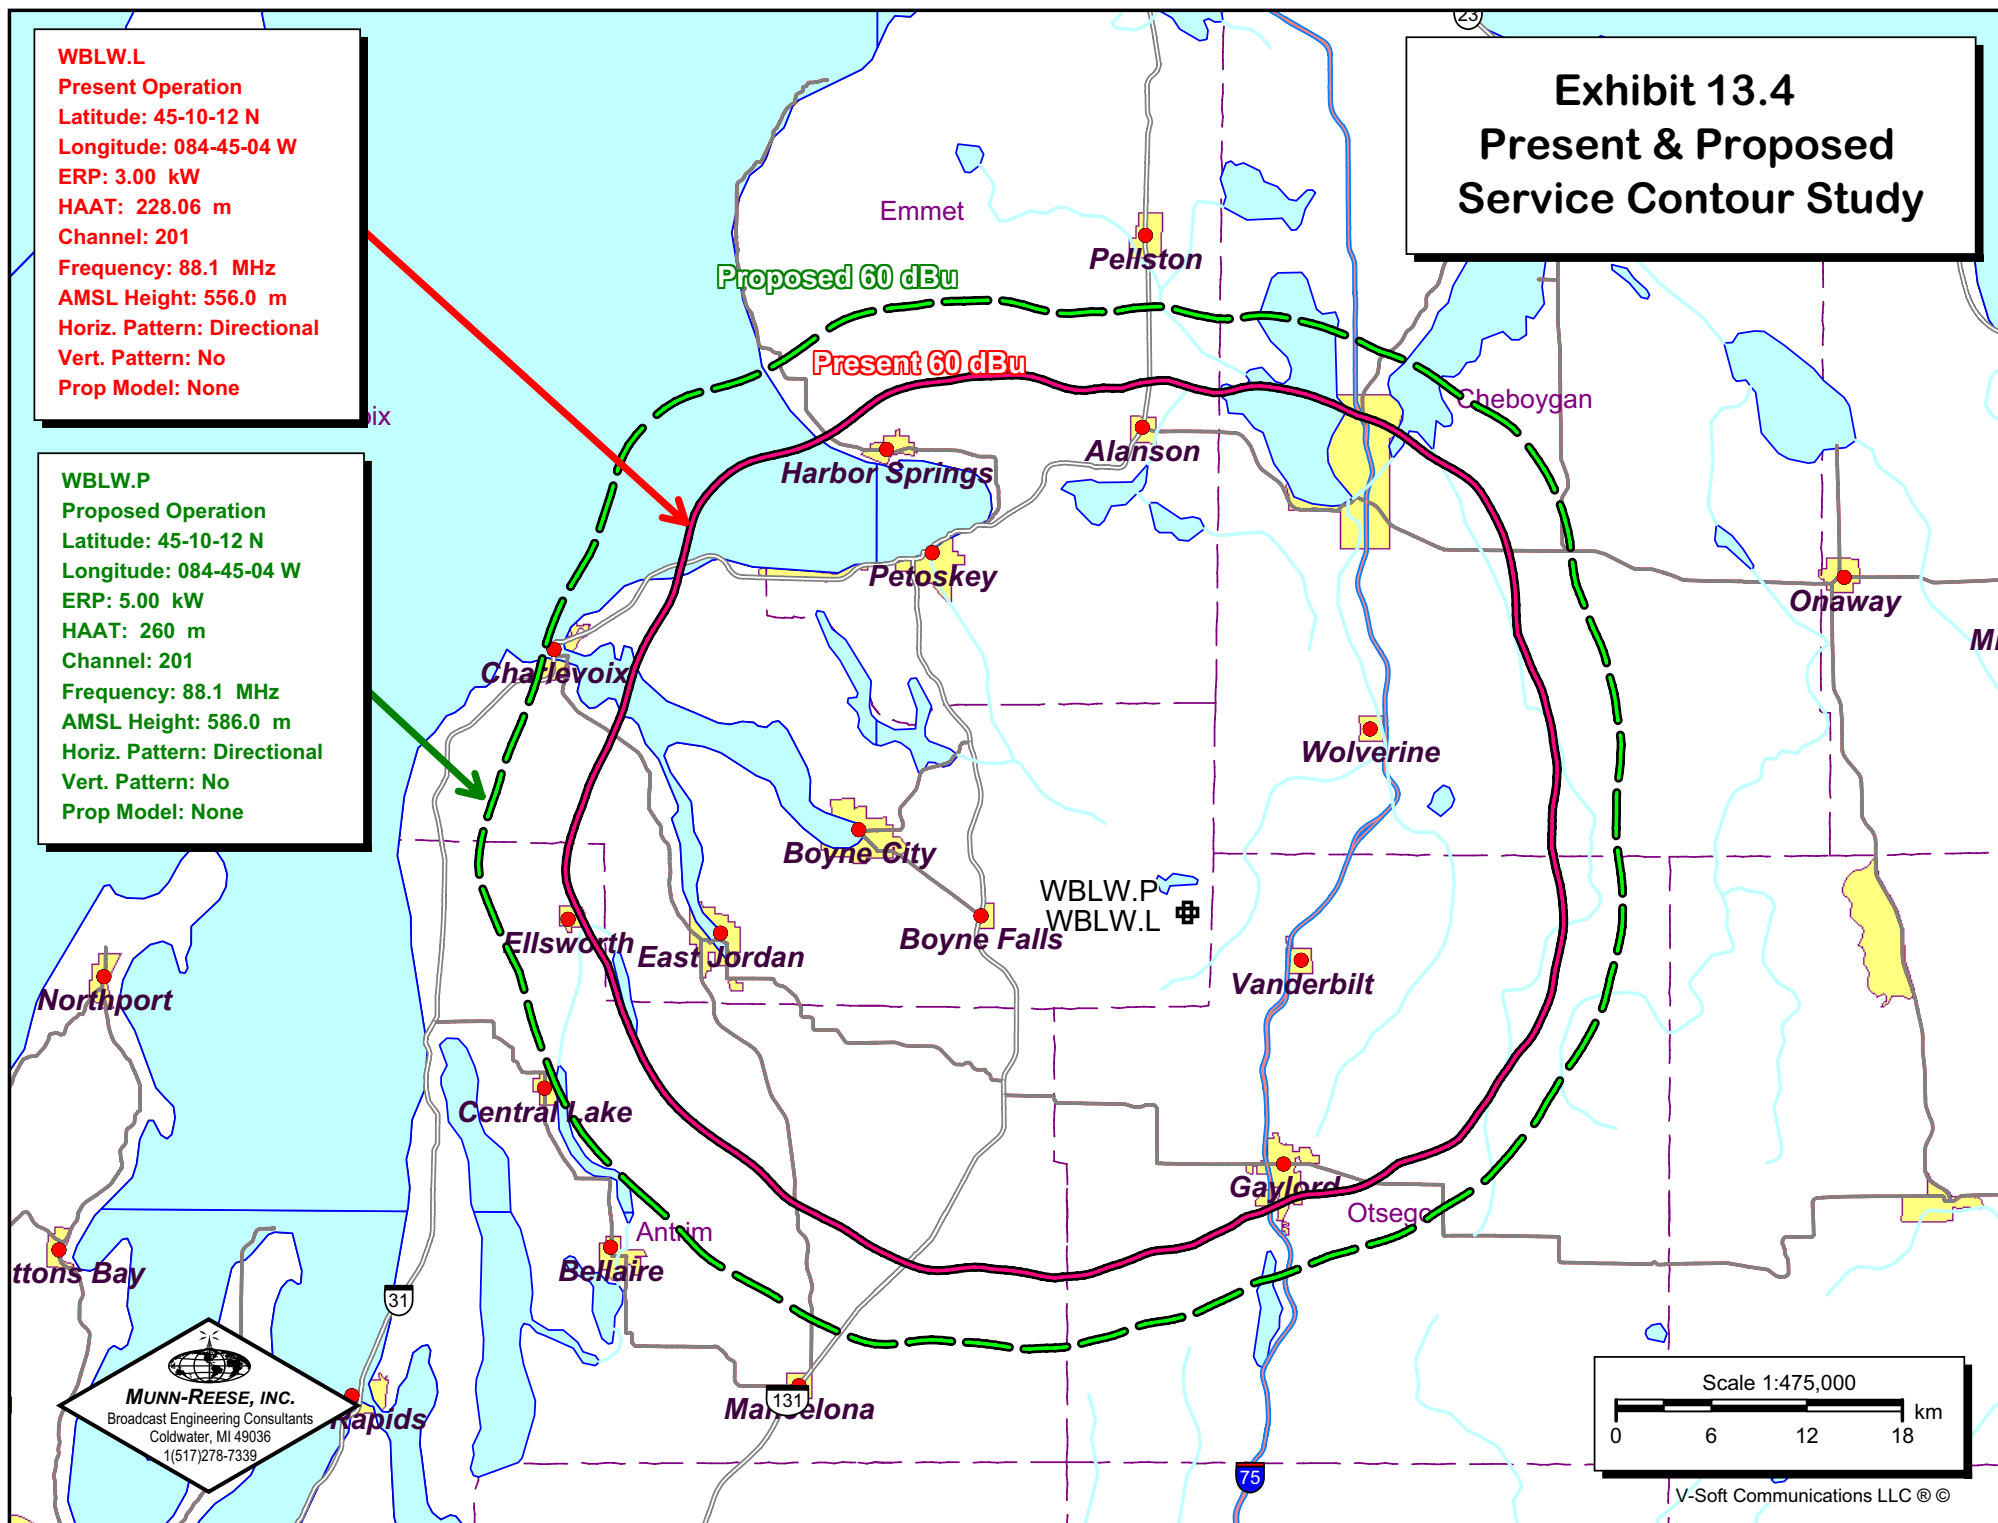 23
WBLW.L
Present Operation
Latitude: 45-10-12 N
Longitude: 084-45-04 W
ERP: 3.00 kW
HAAT: 228.06 m
Channel: 201
Frequency: 88.1 MHz
AMSL Height: 556.0 m
Horiz. Pattern: Directional
Vert. Pattern: No
Prop Model: None
Exhibit 13.4
Present & Proposed
Service Contour Study
Emmet
Pellston
Proposed 60 dBu
Present 60 dBu
Cheboygan
oix
Harbor Springs
Alanson
WBLW.P
Proposed Operation
Latitude: 45-10-12 N
Longitude: 084-45-04 W
ERP: 5.00 kW
HAAT: 260 m
Channel: 201
Frequency: 88.1 MHz
AMSL Height: 586.0 m
Horiz. Pattern: Directional
Vert. Pattern: No
Prop Model: None
Petoskey
Onaway
Charlevoix
Wolverine
Boyne City
WBLW.P
WBLW.L
Boyne Falls
Ellsworth
East Jordan
Vanderbilt
Northport
Central Lake
Gaylord
Otsego
Antrim
Bellaire
ttons Bay
31
131
Mancelona
Rapids
75
MUNN-REESE, INC.
Broadcast Engineering Consultants
Coldwater, MI 49036
1(517)278-7339
Scale 1:475,000
km
0 6 12 18
V-Soft Communications LLC ® ©